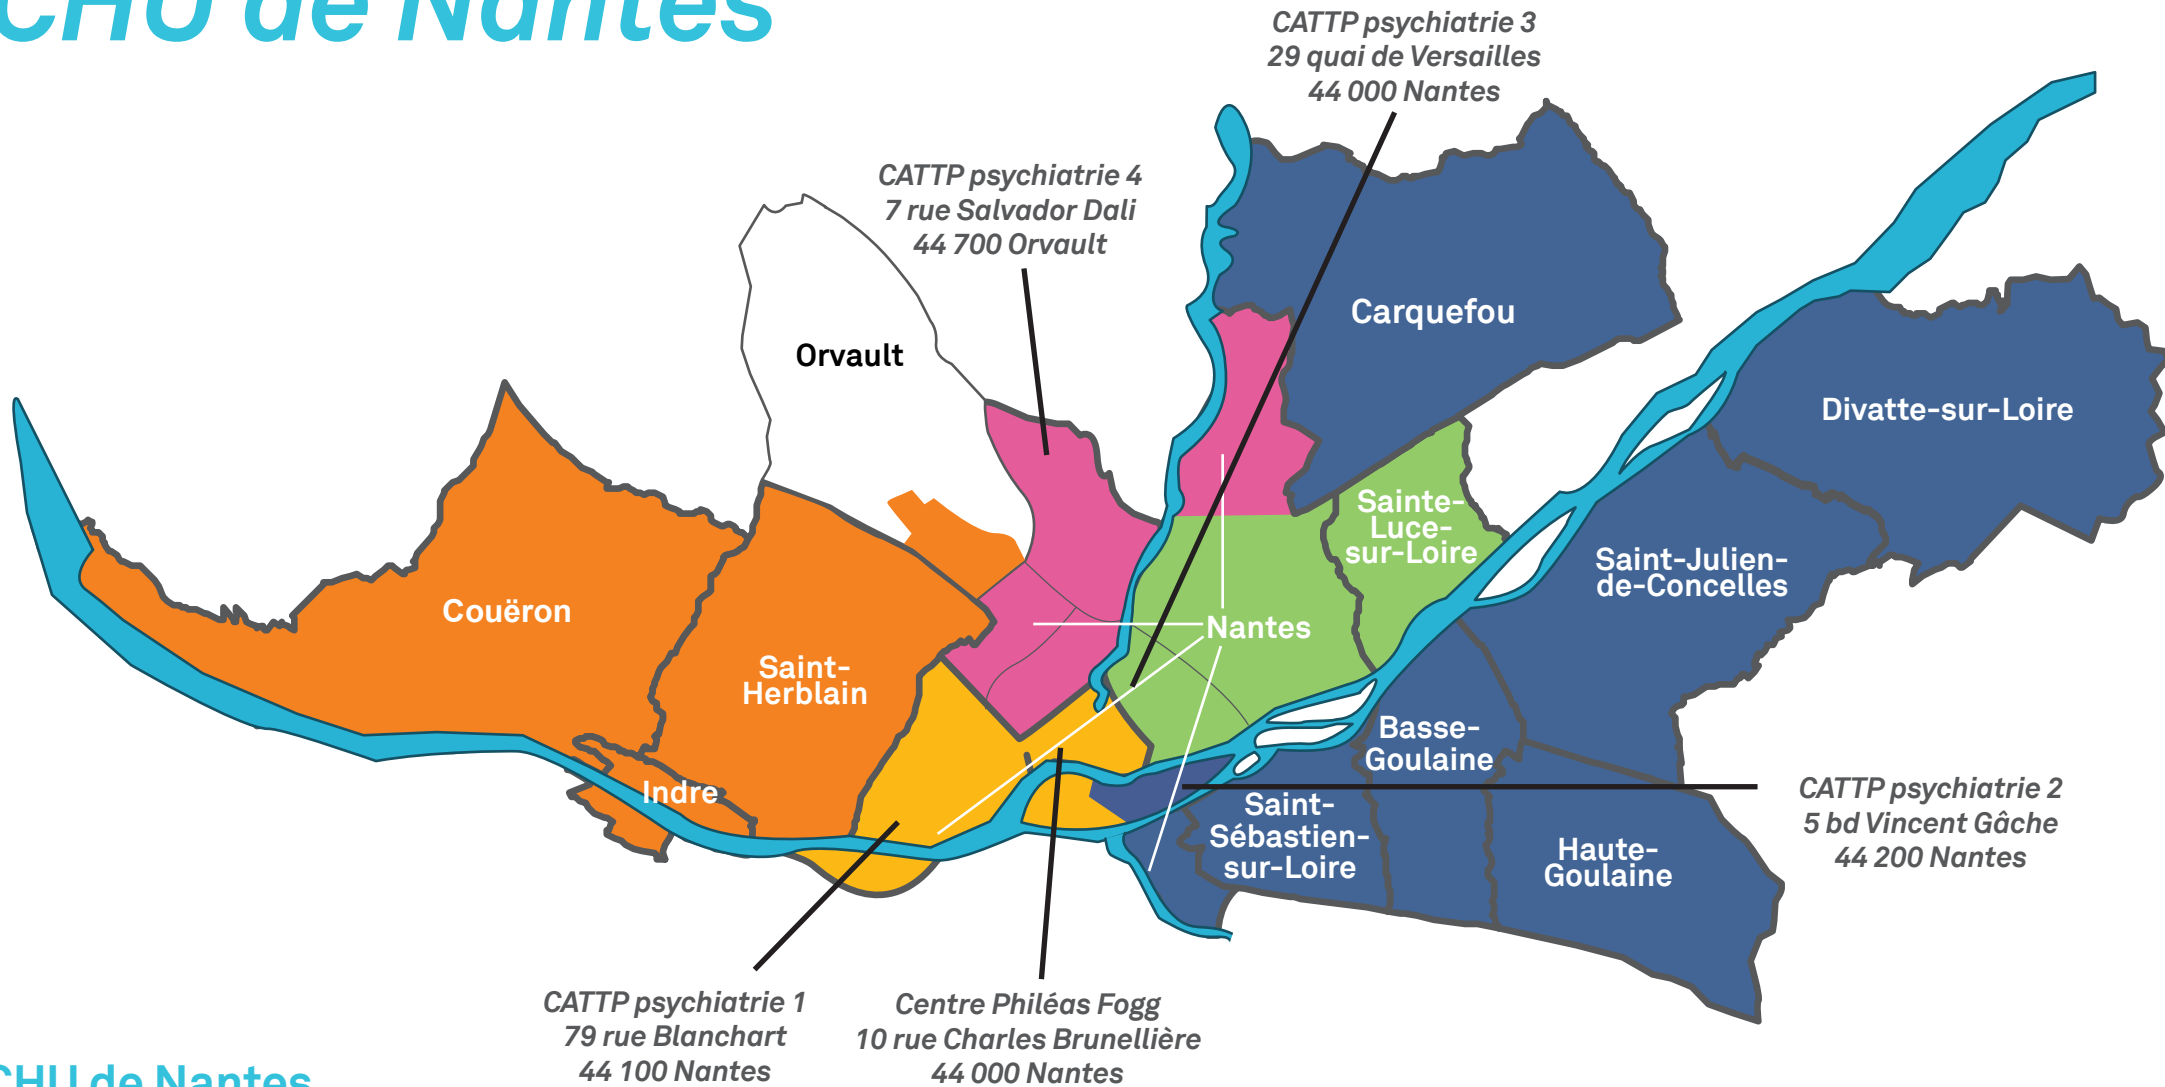 CHU de Nantes
CATTP psychiatrie 3
29 quai de Versailles
44 000 Nantes
CATTP psychiatrie 4
7 rue Salvador Dali
44 700 Orvault
Orvault
Carquefou
Divatte-sur-Loire
Sainte-
Luce-
sur-Loire
Saint-Julien-
de-Concelles
Couëron
Nantes
Saint-
Herblain
Basse-
Goulaine
Indre
Saint-
Sébastien-
sur-Loire
Haute-
Goulaine
CATTP psychiatrie 2
5 bd Vincent Gâche
44 200 Nantes
CATTP psychiatrie 1
79 rue Blanchart
44 100 Nantes
Centre Philéas Fogg
10 rue Charles Brunellière
44 000 Nantes
CHU de Nantes